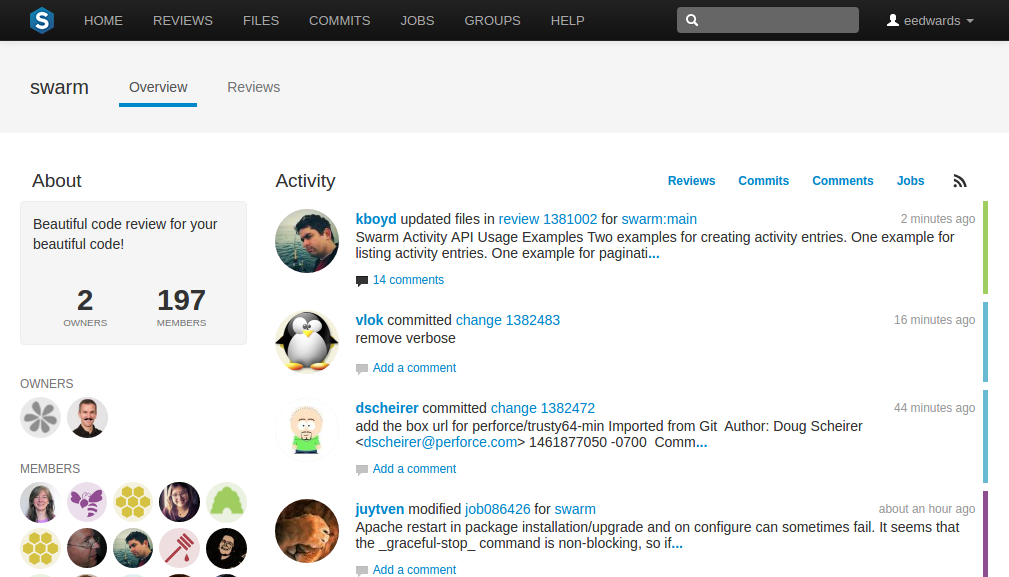 S HOME REVIEWS FILES COMMITS JOBS GROUPS HELP eedwards
swarm Overview Reviews
About
Beautiful code review for your
beautiful code!
2 197
OWNERS MEMBERS
OWNERS
MEMBERS
Activity Reviews Commits Comments Jobs
kboyd updated files in review 1381002 for swarm:main 2 minutes ago
Swarm Activity API Usage Examples Two examples for creating activity entries. One example for
listing activity entries. One example for paginati...
14 comments
vlok committed change 1382483 16 minutes ago
remove verbose
Add a comment
dscheirer committed change 1382472 44 minutes ago
add the box url for perforce/trusty64-min Imported from Git Author: Doug Scheirer
<dscheirer@perforce.com> 1461877050 -0700 Comm...
Add a comment
juytven modified job086426 for swarm about an hour ago
Apache restart in package installation/upgrade and on configure can sometimes fail. It seems that
the _graceful-stop_ command is non-blocking, so if...
Add a comment